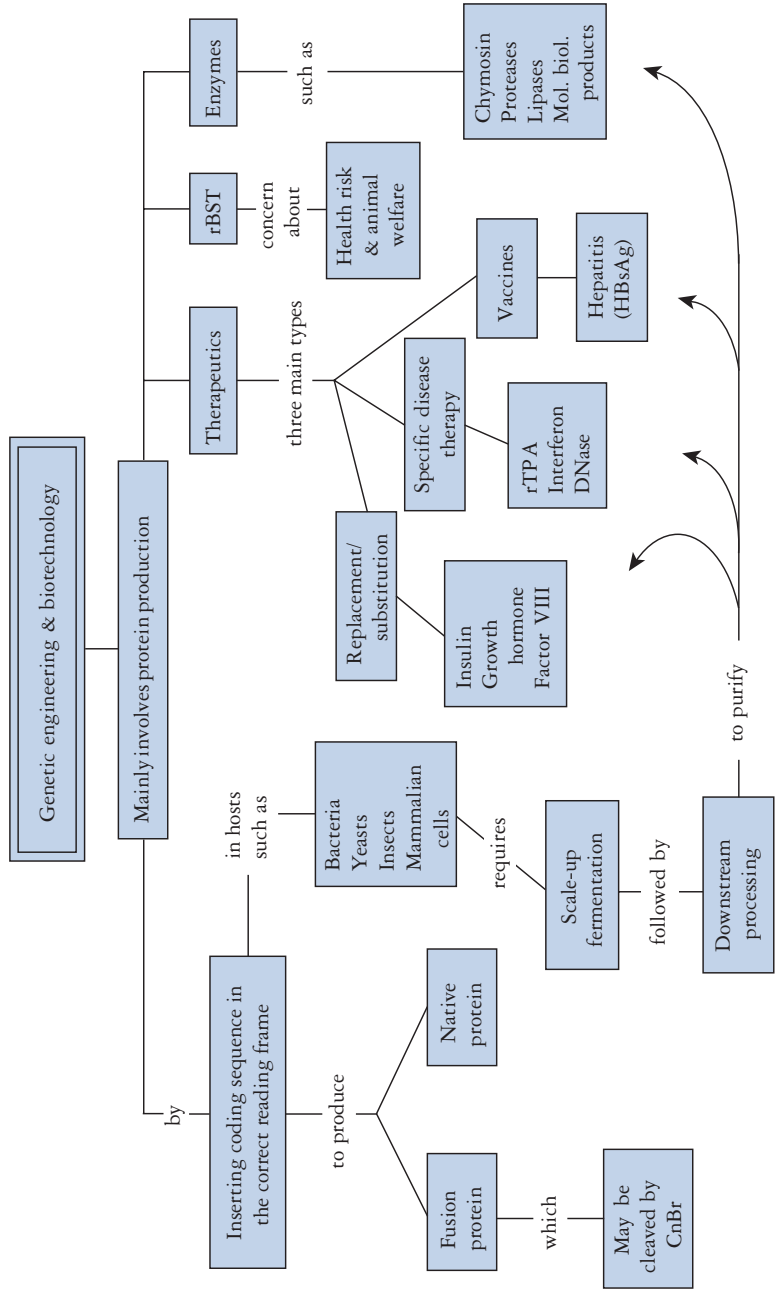 Genetic engineering & biotechnology
Mainly involves protein production
by
Inserting coding sequence in
the correct reading frame
to produce
Fusion
protein
which
May be
cleaved by
CnBr
Native
protein
in hosts
such as
Bacteria
Yeasts
Insects
Mammalian
cells
requires
Scale-up
fermentation
followed by
Downstream
processing
to purify
Therapeutics
three main types
Replacement/
substitution
Insulin
Growth
hormone
Factor VIII
Specific disease
therapy
rTPA
Interferon
DNase
Vaccines
Hepatitis
(HBsAg)
rBST
concern
about
Health risk
& animal
welfare
Enzymes
such as
Chymosin
Proteases
Lipases
Mol. biol.
products